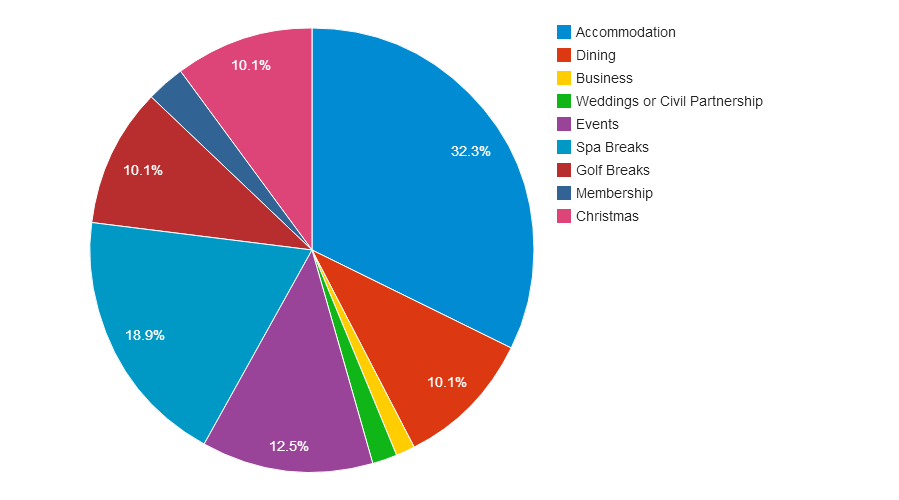 Accommodation
Dining
Business
Weddings or Civil Partnership
Events
Spa Breaks
Golf Breaks
Membership
Christmas
10.1%
32.3%
10.1%
18.9%
10.1%
12.5%